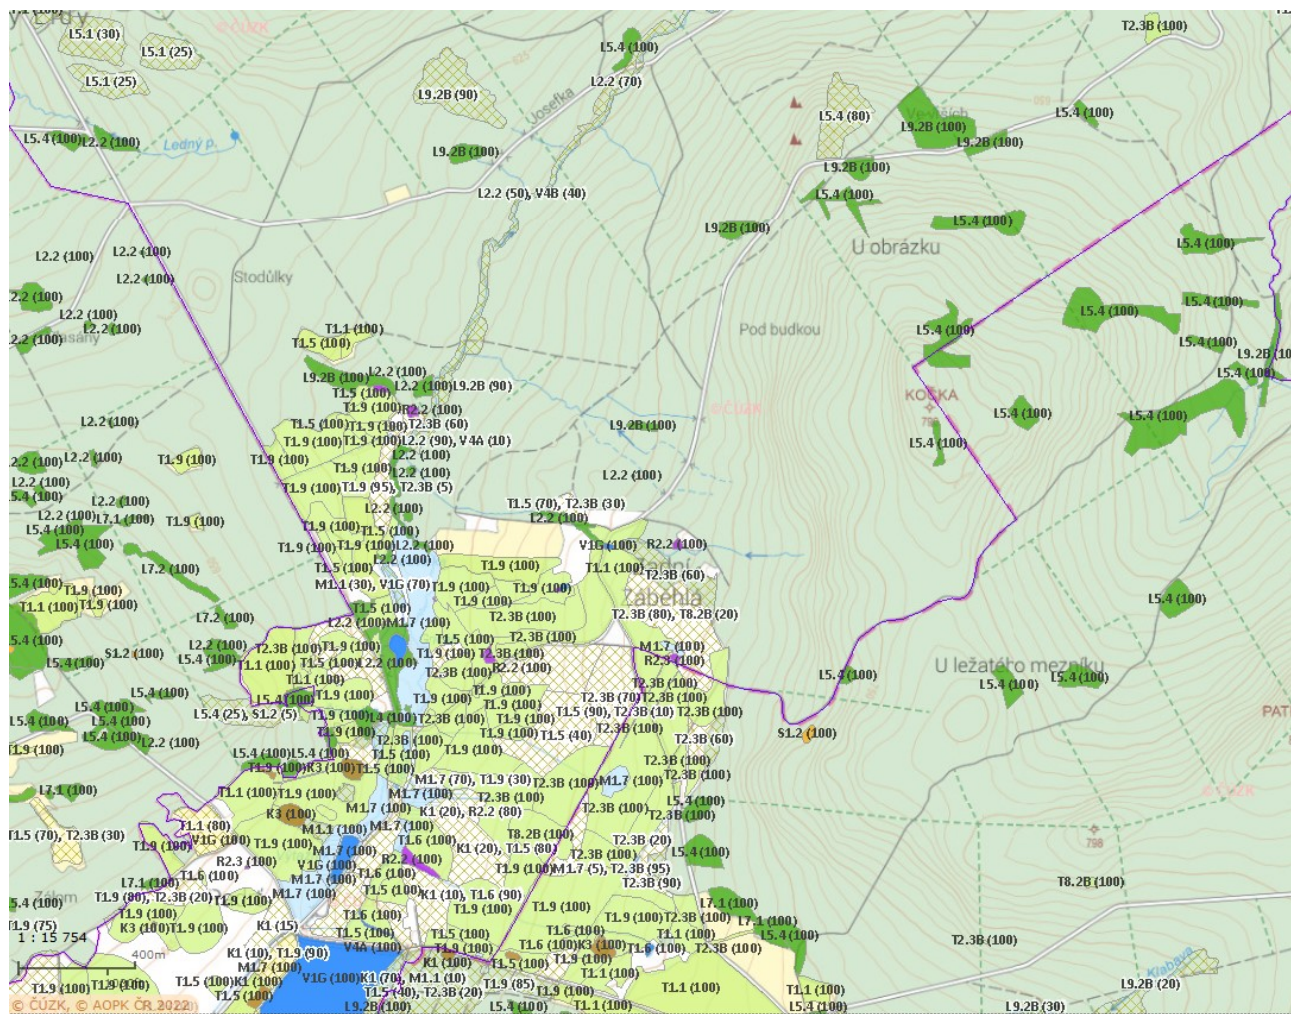 L5.1 (30)
© ČÚZK
L5.1 (25)
L5.1 (25)
T2.3B (100)
L5.4 (100)
L2.2 (70)
L9.2B (90)
Josefka
L5.4 (80)
L9.2B (100)
L5.4 (100)
L9.2B (100)
L5.4 (100)
L2.2 (100)
Ledný p.
L9.2B (100)
L9.2B (100)
L5.4 (100)
L2.2 (50), V4B (40)
L9.2B (100)
L5.4 (100)
U obrázku
L5.4 (100)
L2.2 (100)
L2.2 (100)
L2.2 (100)
Stodůlky
L5.4 (100)
L5.4 (100)
L2.2 (100)
L2.2 (100)
T1.1 (100)
T1.5 (100)
Pod budkou
L5.4 (100)
L5.4 (100)
L9.2B (100)
L2.2 (100)
L2.2 (100)
L9.2B (90)
L5.4 (100)
T1.5 (100)
KOČKA
T1.9 (100)
R2.2 (100)
© ČÚZK
L5.4 (100)
L5.4 (100)
L2.2 (100)
T1.5 (100)
T1.9 (100)
T2.3B (60)
L9.2B (100)
T1.9 (100)
T1.9 (100)
L2.2 (90), V4A (10)
L5.4 (100)
L2.2 (100)
T1.9 (100)
T1.9 (100)
L2.2 (100)
T1.9 (100)
L2.2 (100)
L2.2 (100)
L2.2 (100)
T1.9 (100)
T1.9 (95), T2.3B (5)
L2.2 (100)
T1.5 (70), T2.3B (30)
L2.2 (100)
L2.2 (100)
L7.1 (100)
T1.9 (100)
L2.2 (100)
L5.4 (100)
T1.9 (100)
T1.5 (100)
L5.4 (100)
T1.9 (100)
T1.9 (100)
L2.2 (100)
V1G (100)
R2.2 (100)
L7.2 (100)
T1.5 (100)
L2.2 (100)
T1.9 (100)
T1.1 (100)
T2.3B (60)
M1.1 (30), V1G (70)
T1.9 (100)
T1.9 (100)
Záběhlá
T1.9 (100)
T1.1 (100)
T1.9 (100)
T1.5 (100)
L5.4 (100)
L7.2 (100)
L2.2 (100)
M1.7 (100)
T2.3B (100)
T2.3B (80), T8.2B (20)
T1.5 (100)
T2.3B (100)
L2.2 (100)
T2.3B (100)
T1.9 (100)
T1.9 (100)
T2.3B (100)
M1.7 (100)
S1.2 (100)
L5.4 (100)
L5.4 (100)
T1.1 (100)
T1.5 (100)
L2.2 (100)
R2.2 (100)
R2.3 (100)
U ležatého mezníku
T1.1 (100)
T2.3B (100)
L5.4 (100)
T2.3B (100)
L5.4 (100)
L5.4 (100)
L5.4 (100)
L5.4 (100)
T1.9 (100)
T1.9 (100)
T1.9 (100)
T2.3B (70)
T2.3B (100)
L5.4 (100)
L5.4 (25), S1.2 (5)
T1.9 (100)
L4 (100)
T2.3B (100)
T1.9 (100)
T1.9 (100)
T1.5 (90), T2.3B (10)
T2.3B (100)
L5.4 (100)
T1.9 (100)
T1.9 (100)
T1.5 (40)
T2.3B (100)
S1.2 (100)
L5.4 (100)
L2.2 (100)
T2.3B (100)
T2.3B (60)
T1.9 (100)
L5.4 (100)
L5.4 (100)
T1.5 (100)
T1.9 (100)
T2.3B (100)
T1.9 (100)
K3 (100)
T1.5 (100)
M1.7 (70), T1.9 (30)
T2.3B (100)
M1.7 (100)
T2.3B (100)
L7.1 (100)
T1.1 (100)
T1.9 (100)
M1.7 (100)
T2.3B (100)
© ČÚZK
L5.4 (100)
K3 (100)
M1.7 (100)
K1 (20), R2.2 (80)
T2.3B (100)
T2.3B (100)
T1.1 (80)
M1.1 (100)
M1.7 (100)
T8.2B (100)
798
T1.5 (70), T2.3B (30)
V1G (100)
T1.9 (100)
T1.6 (100)
T2.3B (20)
T1.9 (100)
M1.7 (100)
K1 (20), T1.5 (80)
T2.3B (100)
L5.4 (100)
R2.3 (100)
V1G (100)
R2.2 (100)
T1.9 (100)
M1.7 (5), T2.3B (95)
T1.6 (100)
M1.7 (100)
T1.6 (100)
T2.3B (90)
T8.2B (100)
L7.1 (100)
Zálom
T1.9 (80), T2.3B (20)
T1.9 (100)
M1.7 (100)
T1.5 (100)
K1 (10), T1.6 (90)
L5.4 (100)
L7.1 (100)
T1.9 (100)
T1.6 (100)
T1.9 (100)
T1.9 (100)
T1.9 (100)
T2.3B (100)
L7.1 (100)
T1.9 (75)
K3 (100)
T1.9 (100)
K1 (15)
T1.5 (100)
T1.5 (100)
T1.6 (100)
T1.1 (100)
L5.4 (100)
1 : 15 754
V4A (100)
T1.9 (100)
T1.6 (100)
K3 (100)
T1.6 (100)
T2.3B (100)
T2.3B (100)
400m
K1 (10), T1.9 (90)
K1 (100)
T1.5 (100)
T1.9 (100)
M1.7 (100)
T1.1 (100)
Klabava
T1.5 (100)
K1 (100)
V1G (100)
K1 (70), M1.1 (10)
T1.9 (85)
T1.9 (100)
T1.9 (100)
T1.5 (100)
T1.5 (40), T2.3B (20)
T1.9 (100)
T1.1 (100)
T1.1 (100)
L9.2B (20)
© ČÚZK, © AOPK ČR 2022
L9.2B (100)
L5.4 (100)
T1.1 (100)
L5.4 (100)
L9.2B (30)